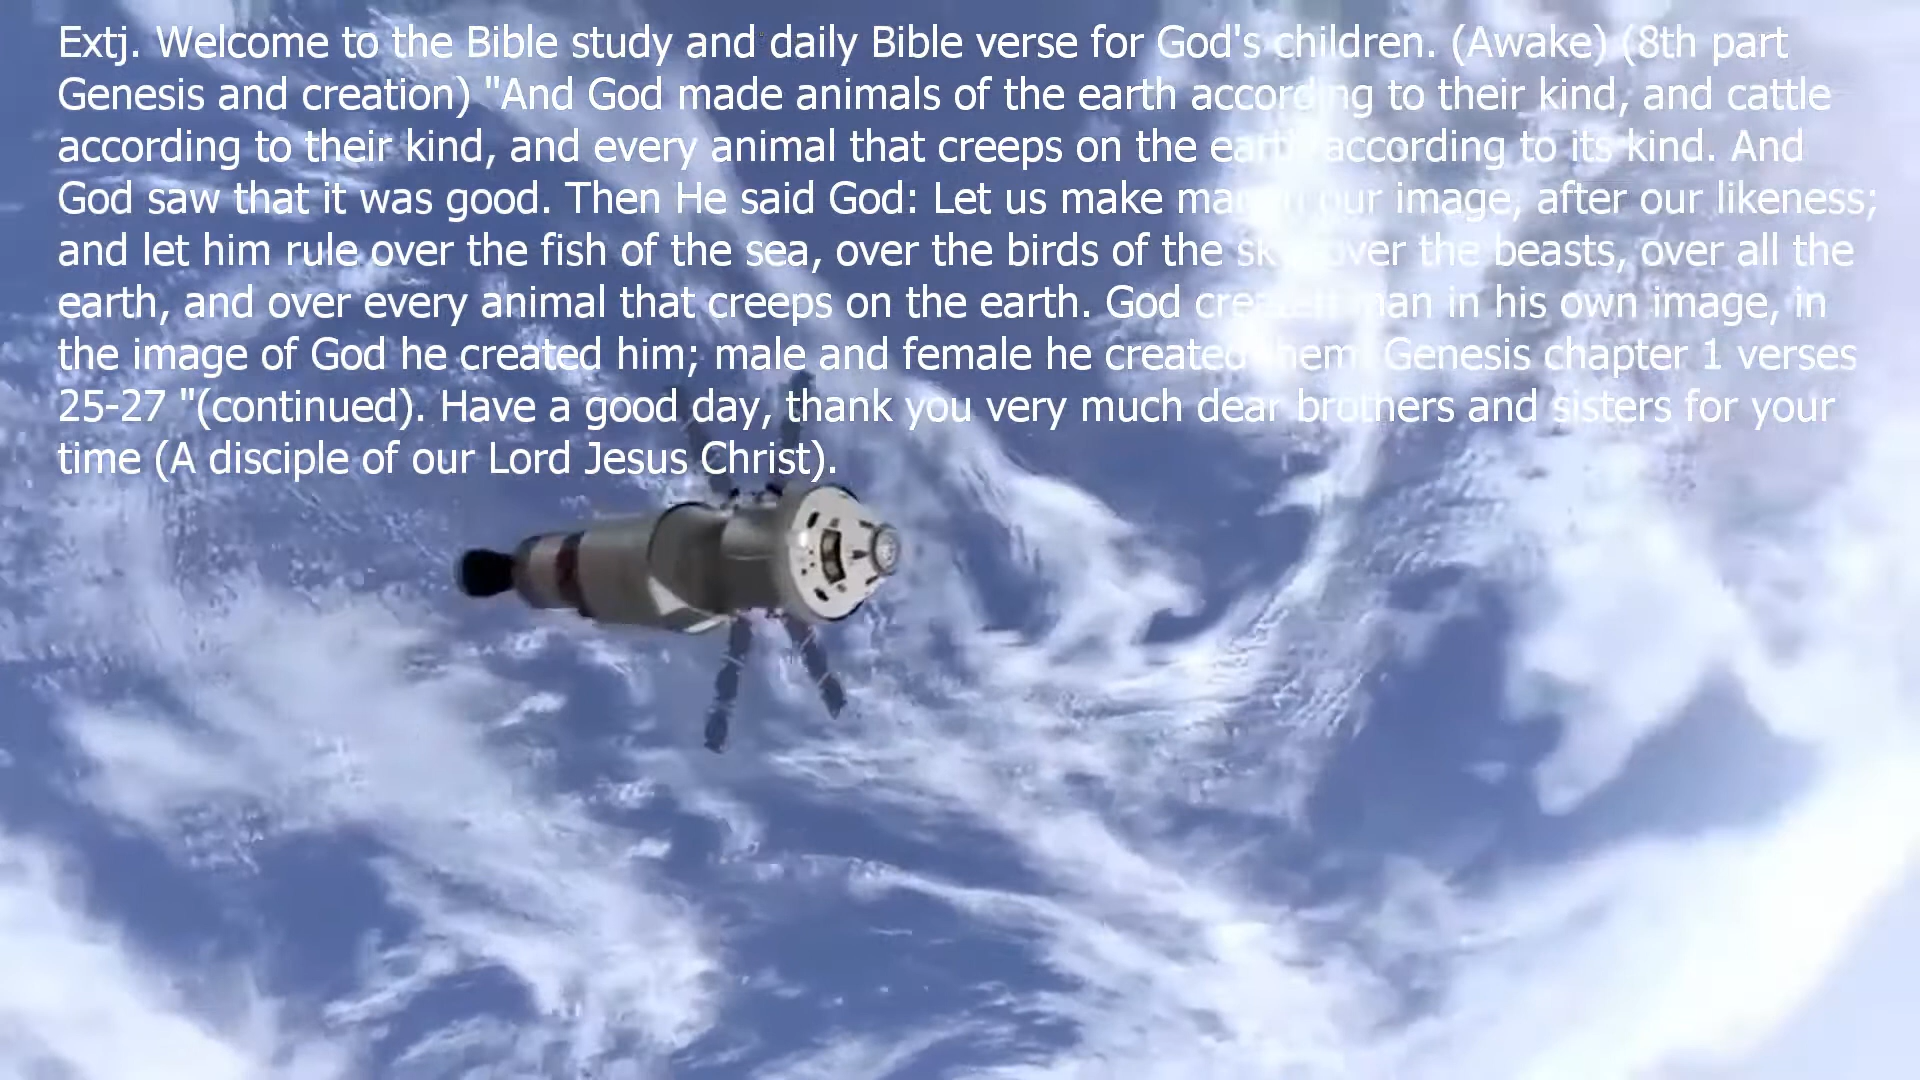 Extj. Welcome to the Bible study and daily Bible verse for God's children. (Awake) (8th part
Genesis and creation) "And God made animals of the earth according to their kind, and cattle
according to their kind, and every animal that creeps on the earth according to its kind. And
God saw that it was good. Then He said God: Let us make man in our image, after our likeness;
and let him rule over the fish of the sea, over the birds of the sky, over the beasts, over all the
earth, and over every animal that creeps on the earth. God created man in his own image, in
the image of God he created him; male and female he created them. Genesis chapter 1 verses
25-27 "(continued). Have a good day, thank you very much dear brothers and sisters for your
time (A disciple of our Lord Jesus Christ).